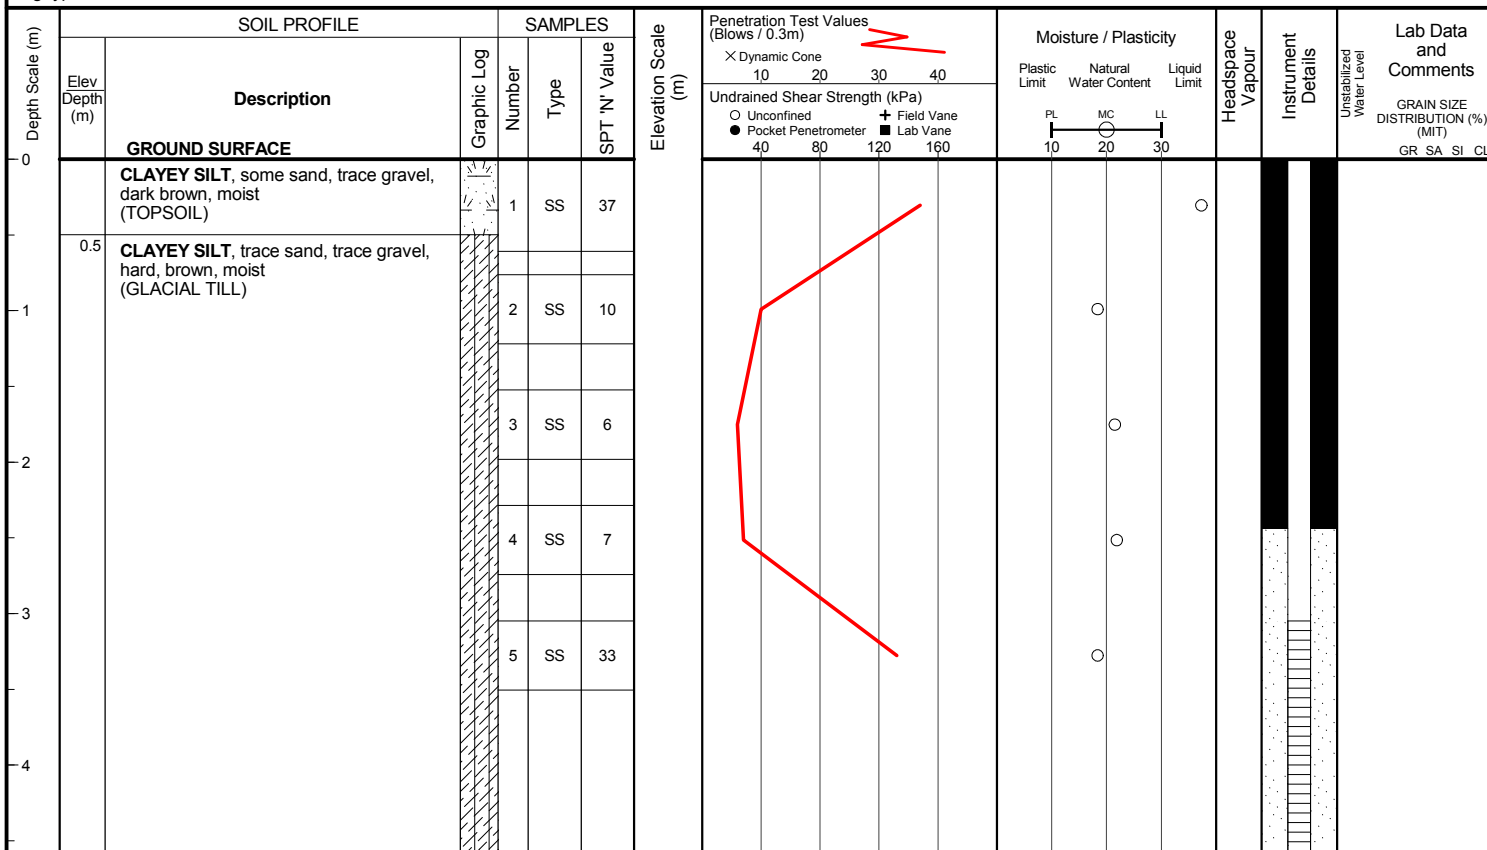 Depth Scale (m)
SOIL PROFILE
Elev
Depth
(m)
Description
GROUND SURFACE
Graphic Log
SAMPLES
Number
Type
SPT 'N' Value
Elevation Scale
(m)
Penetration Test Values
(Blows / 0.3m)
× Dynamic Cone
10 20 30 40
Undrained Shear Strength (kPa)
Unconfined
Field Vane
Pocket Penetrometer
Lab Vane
40 80 120 160
Moisture / Plasticity
Plastic
Limit
Natural
Water Content
Liquid
Limit
PL MC LL
10 20 30
Headspace
Vapour
Instrument
Details
Unstabilized
Water Level
Lab Data
and
Comments
GRAIN SIZE
DISTRIBUTION (%)
(MIT)
GR SA SI CL
0
CLAYEY SILT, some sand, trace gravel,
dark brown, moist
(TOPSOIL)
1 SS 37
0.5
CLAYEY SILT, trace sand, trace gravel,
hard, brown, moist
(GLACIAL TILL)
1
2 SS 10
3 SS 6
2
4 SS 7
3
5 SS 33
4